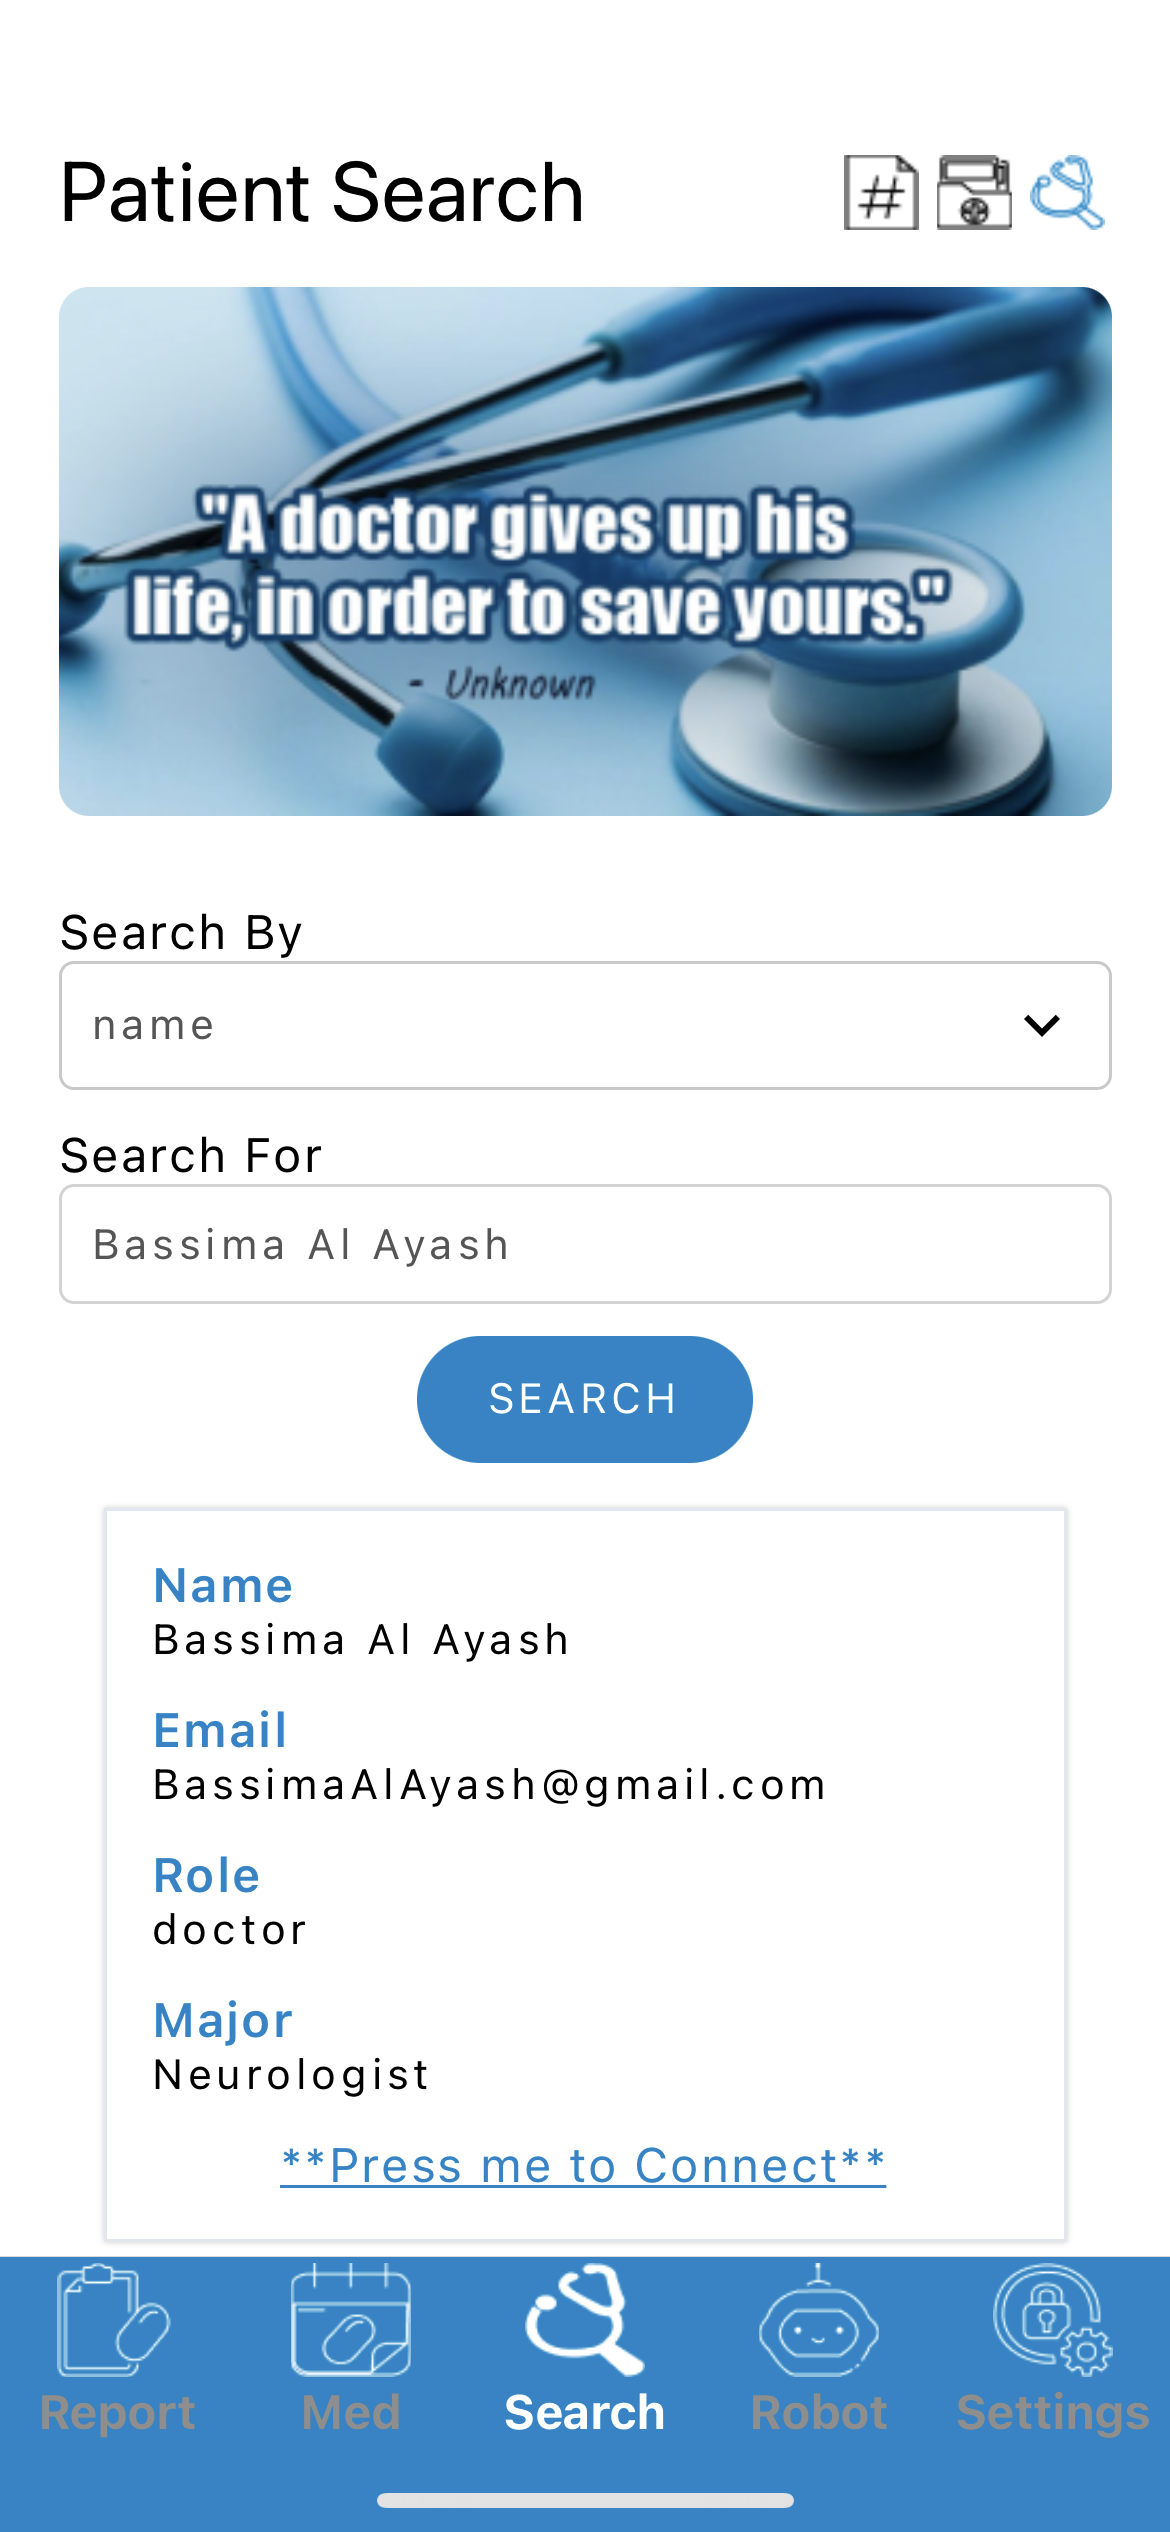 Patient Search
#
"A doctor gives up his
life, in order to save yours."
- Unknown
Search By
name
Search For
Bassima Al Ayash
SEARCH
Name
Bassima Al Ayash
Email
BassimaAlAyash@gmail.com
Role
doctor
Major
Neurologist
**Press me to Connect**
Report Med Search Robot Settings